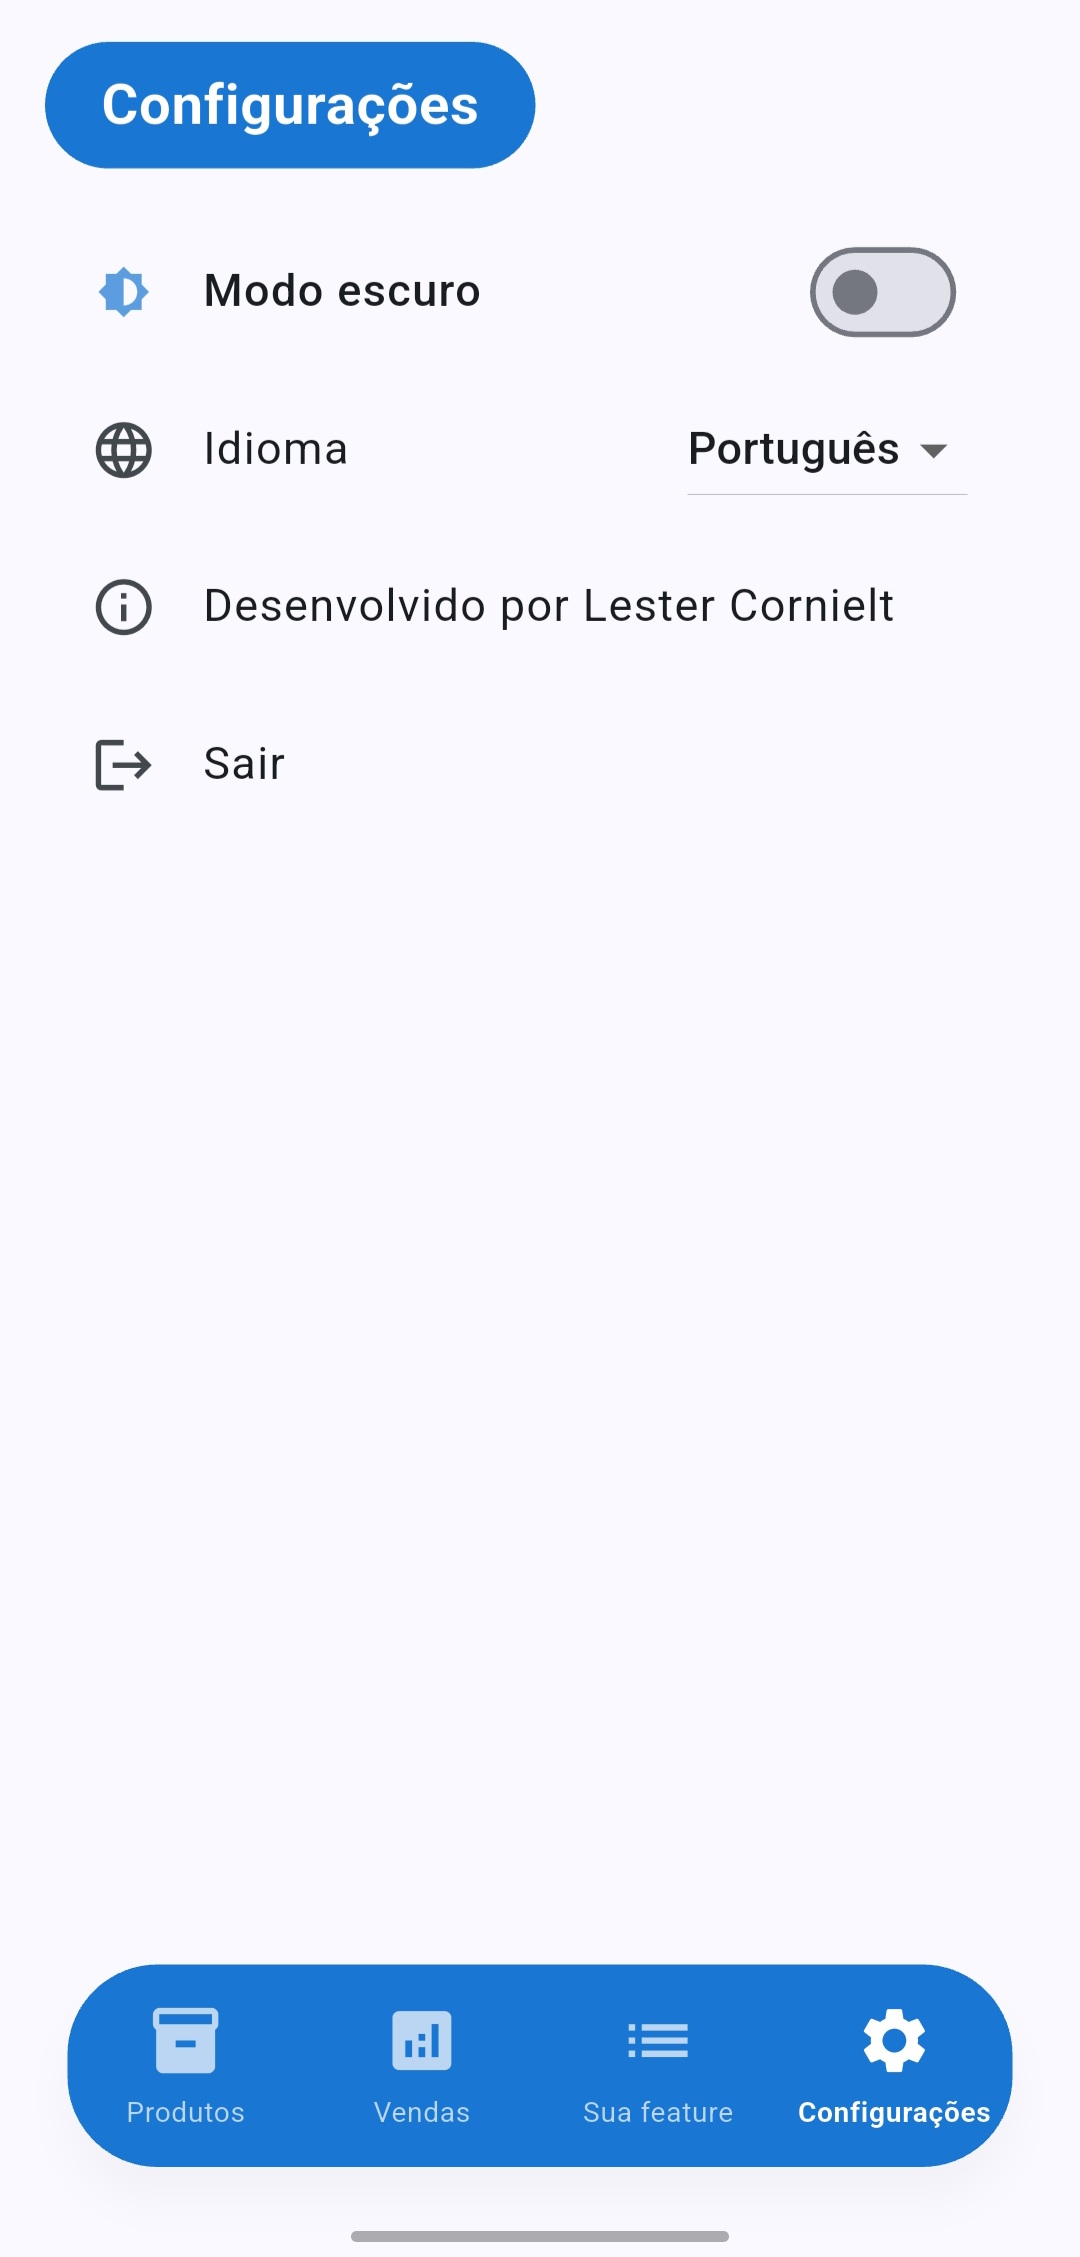 Configurações
Modo escuro
Idioma
Português
Desenvolvido por Lester Cornielt
Sair
Produtos
Vendas
Sua feature
Configurações